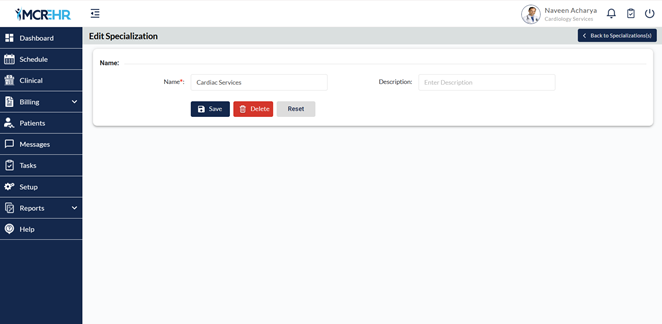 MCREHR
Naveen Acharya
Cardiology Services
Dashboard
Schedule
Clinical
Billing
Patients
Messages
Tasks
Setup
Reports
Help
Edit Specialization
Back to Specializations(s)
Name:
Name*: Cardiac Services Description: Enter Description
Save Delete Reset